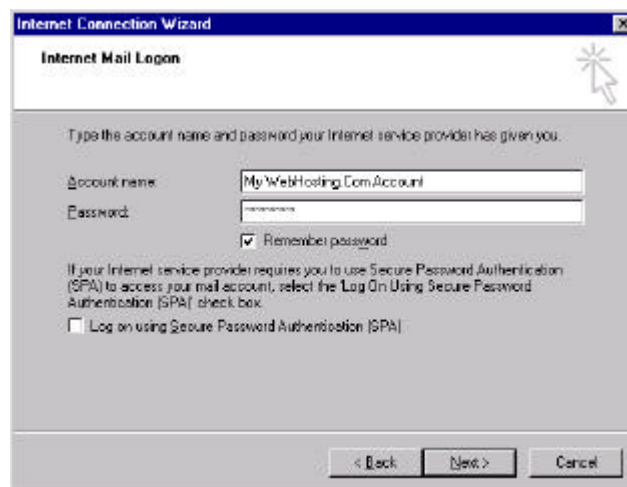 Internet Connection Wizard
Internet Mail Logon
Type the account name and password your Internet service provider has given you.
Account name: My.WebHosting.Com.Account
Password: **********
Remember password
If your Internet service provider requires you to use Secure Password Authentication
(SPA) to access your mail account, select the 'Log On Using Secure Password
Authentication (SPA)' check box.
Log on using Secure Password Authentication (SPA)
< Back Next > Cancel